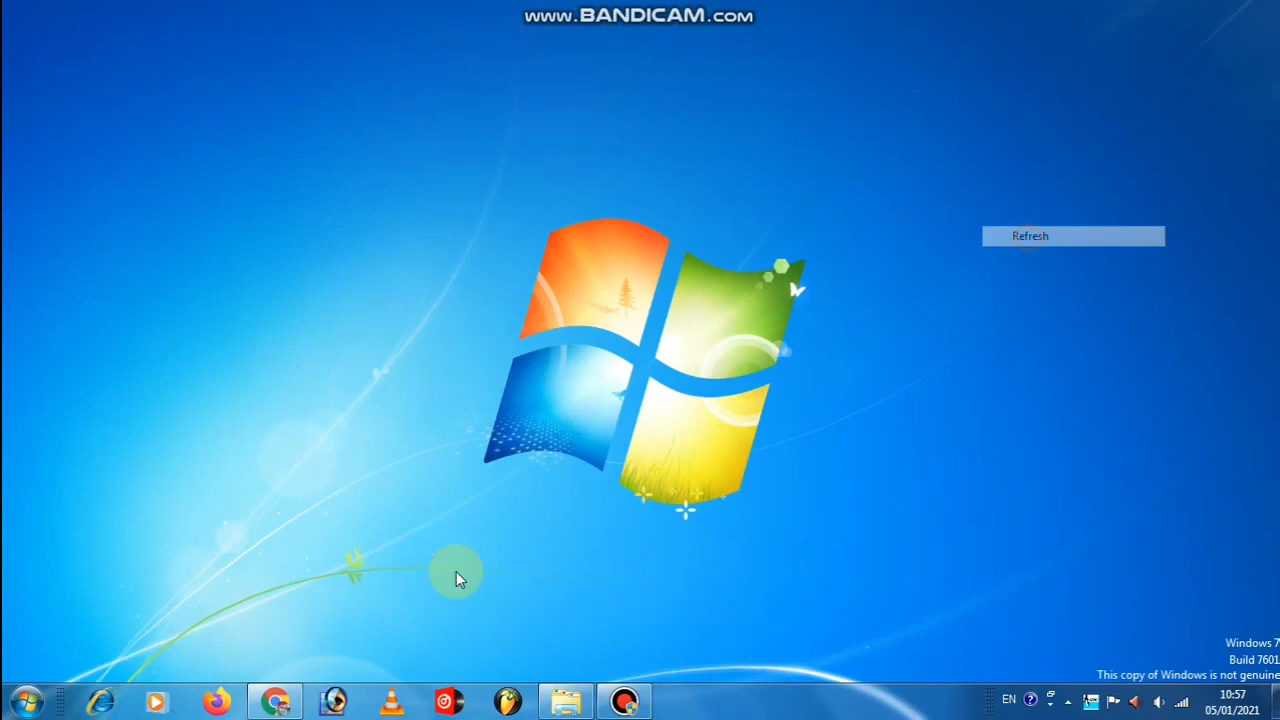 www.BANDICAM.com
Refresh
Windows 7
Build 7601
This copy of Windows is not genuine
EN
10:57
05/01/2021